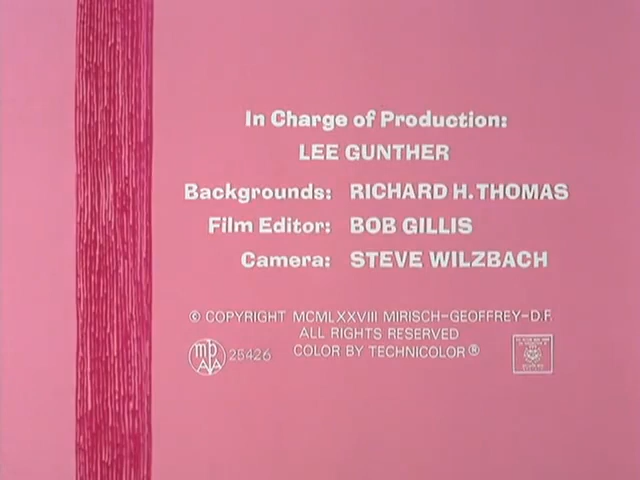 In Charge of Production:
LEE GUNTHER
Backgrounds: RICHARD H. THOMAS
Film Editor: BOB GILLIS
Camera: STEVE WILZBACH
© COPYRIGHT MCMLXXVIII MIRISCH-GEOFFREY-D.F.
ALL RIGHTS RESERVED
COLOR BY TECHNICOLOR®
MPAA 25426